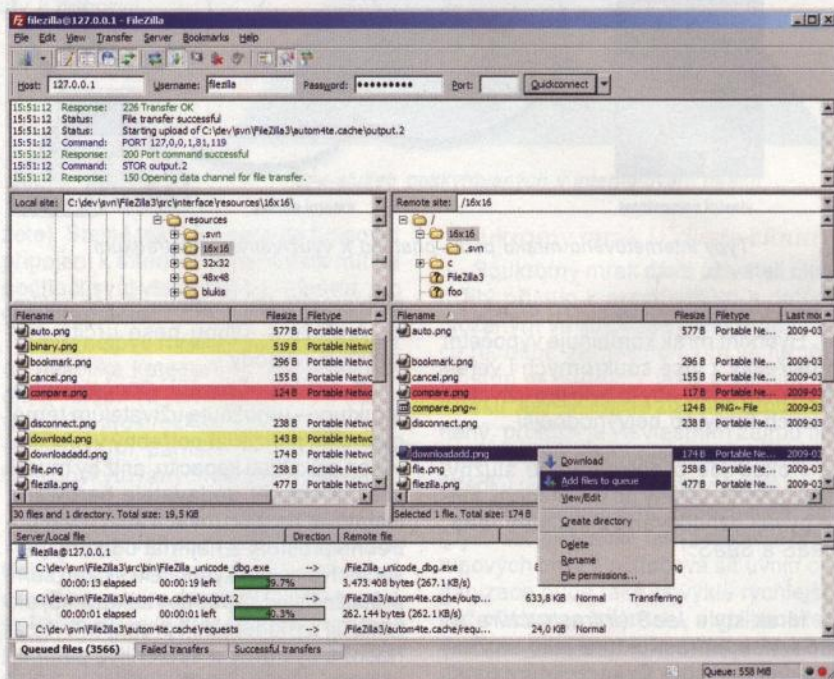 filezilla@127.0.0.1 - FileZilla
File Edit View Transfer Server Bookmarks Help
Host: 127.0.0.1 Username: filezilla Password: ●●●●●●●●● Port: Quickconnect
15:51:12 Response: 226 Transfer OK
15:51:12 Status: File transfer successful
15:51:12 Status: Starting upload of C:\dev\svn\FileZilla3\autom4te.cache\output.2
15:51:12 Command: PORT 127,0,0,1,81,119
15:51:12 Response: 200 Port command successful
15:51:12 Command: STOR output.2
15:51:12 Response: 150 Opening data channel for file transfer.
Local site: C:\dev\svn\FileZilla3\src\interface\resources\16x16\
resources
.svn
16x16
32x32
48x48
blukis
Remote site: /16x16
/
16x16
.svn
c
FileZilla3
foo
Filename / Filesize Filetype
auto.png 577 B Portable Netwc
binary.png 519 B Portable Netwc
bookmark.png 296 B Portable Netwc
cancel.png 155 B Portable Netwc
compare.png 124 B Portable Netwc
disconnect.png 238 B Portable Netwc
download.png 143 B Portable Netwc
downloadadd.png 174 B Portable Netwc
file.png 258 B Portable Netwc
filezilla.png 477 B Portable Netwc
30 files and 1 directory. Total size: 19,5 KiB
Filename / Filesize Filetype Last mo
auto.png 577 B Portable Ne... 2009-03
bookmark.png 296 B Portable Ne... 2009-03
cancel.png 155 B Portable Ne... 2009-03
compare.png 117 B Portable Ne... 2009-03
compare.png~ 124 B PNG~ File 2009-03
disconnect.png 238 B Portable Ne... 2009-03
downloadadd.png 174 B Portable Ne... 2009-03
file.png 258 B Portable Ne... 2009-03
filezilla.png 477 B Portable Ne... 2009-03
Selected 1 file. Total size: 174 B
Download
Add files to queue
View/Edit
Create directory
Delete
Rename
File permissions...
Server/Local file Direction Remote file
filezilla@127.0.0.1
C:\dev\svn\FileZilla3\src\bin\FileZilla_unicode_dbg.exe --> /FileZilla_unicode_dbg.exe
00:00:13 elapsed 00:00:19 left 39.7% 3.473.408 bytes (267.1 KB/s)
C:\dev\svn\FileZilla3\autom4te.cache\output.2 --> /FileZilla3/autom4te.cache/outp... 633,8 KiB Normal Transferring
00:00:01 elapsed 00:00:01 left 40.3% 262.144 bytes (262.1 KB/s)
C:\dev\svn\FileZilla3\autom4te.cache\requests --> /FileZilla3/autom4te.cache/requ... 24,0 KiB Normal
Queued files (3566) Failed transfers Successful transfers
Queue: 558 MiB